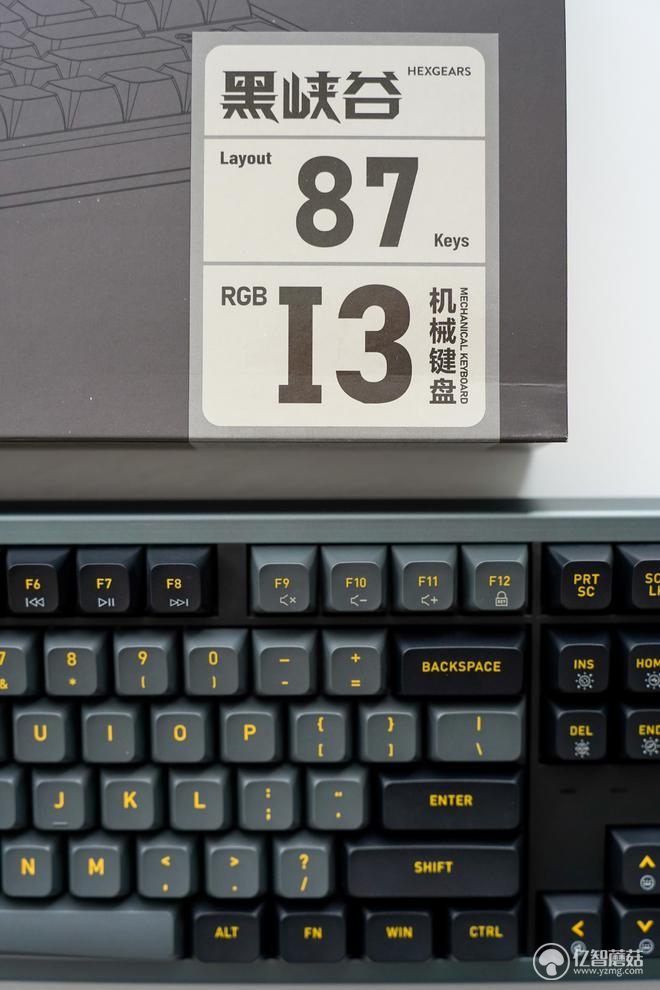 黑峡谷 HEXGEARS
Layout
87
Keys
RGB I3 机械键盘 MECHANICAL KEYBOARD
F6 F7 F8 F9 F10 F11 F12 PRT SC
7 & 8 * 9 ( 0 ) _ - + = BACKSPACE INS
U I O P { [ } ] | \ DEL END
J K L : ; " ' ENTER
N M < , > . ? / SHIFT
ALT FN WIN CTRL
亿智蘑菇
www.yzmg.com